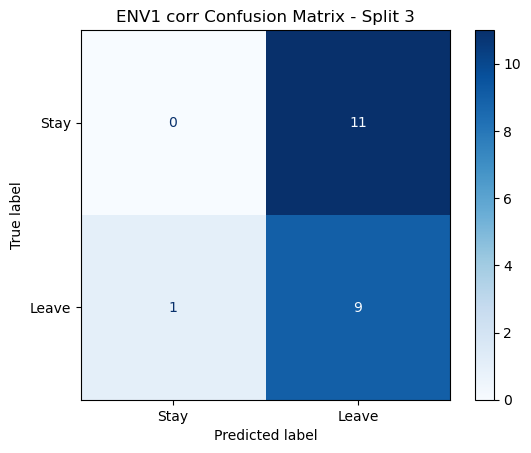 ENV1 corr Confusion Matrix - Split 3
Stay 0 11
Leave 1 9
Stay Leave
True label
Predicted label
10
8
6
4
2
0